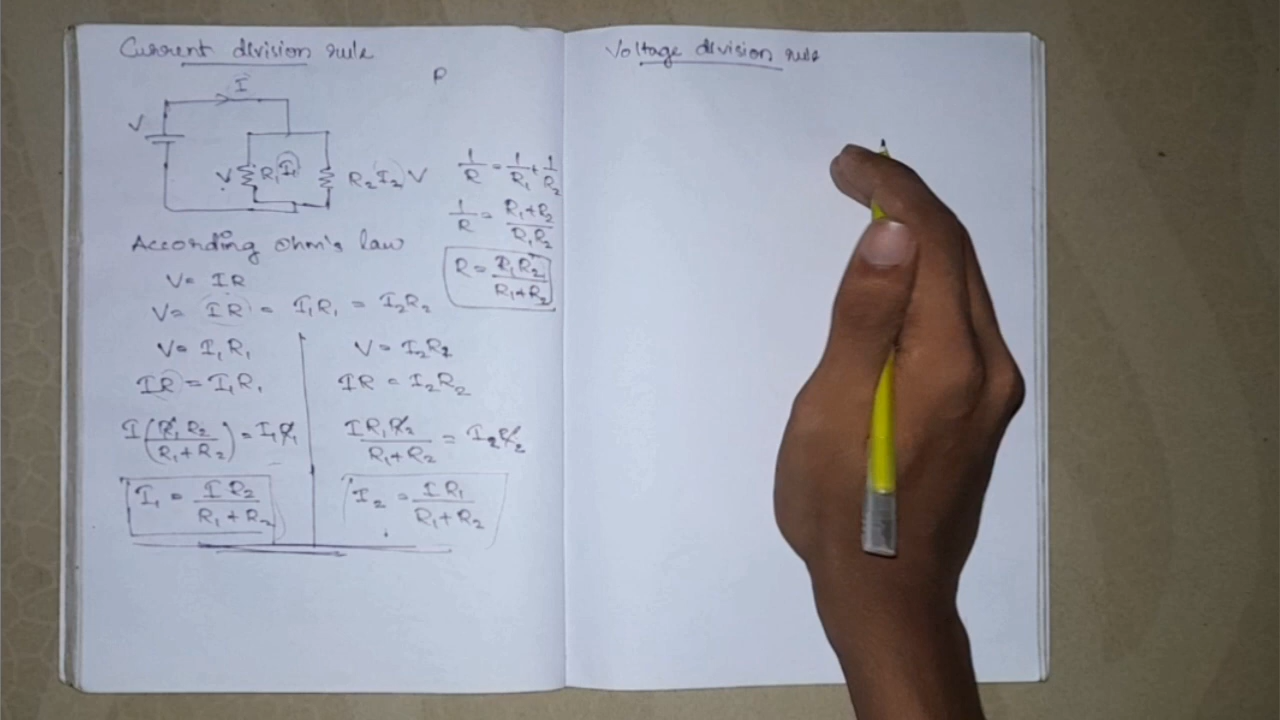 Current division rule
P
I
V
V R₁ I₁ R₂ I₂ V
1/R = 1/R₁ + 1/R₂
1/R = R₁+R₂/R₁R₂
R = R₁R₂/R₁+R₂
According ohm's law
V = IR
V = IR = I₁R₁ = I₂R₂
V = I₁R₁
IR = I₁R₁
I(R₁R₂/R₁+R₂) = I₁R₁
I₁ = I R₂/R₁+R₂
V = I₂R₂
IR = I₂R₂
IR₁R₂/R₁+R₂ = I₂R₂
I₂ = I R₁/R₁+R₂
Voltage division rule